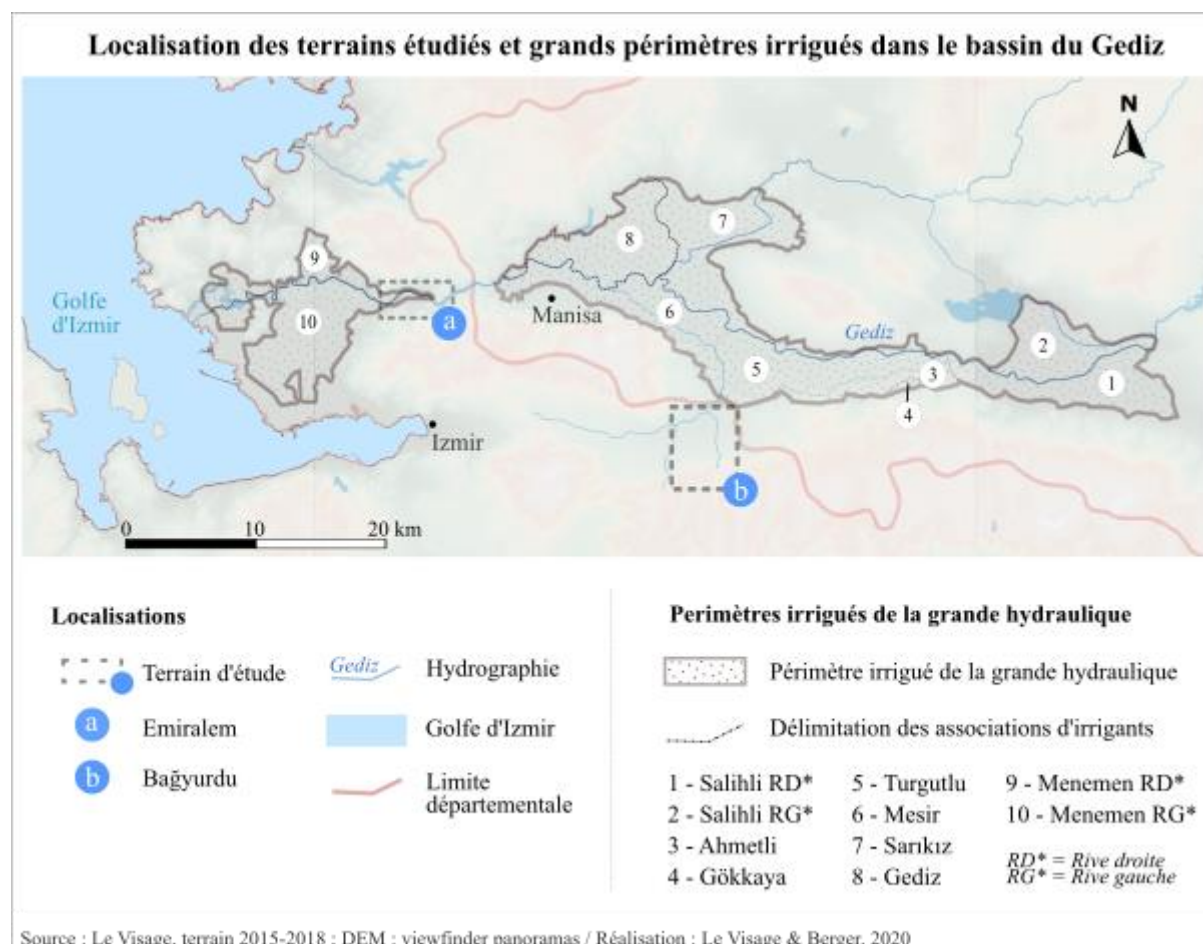 Localisation des terrains étudiés et grands périmètres irrigués dans le bassin du Gediz
N
7
8
9
Golfe
d'Izmir
10
a
Manisa
6
Gediz
2
5
3
1
4
Izmir
b
0 10 20 km
Localisations
Terrain d'étude
a Emiralem
b Bağyurdu
Gediz Hydrographie
Golfe d'Izmir
Limite
départementale
Perimètres irrigués de la grande hydraulique
Périmètre irrigué de la grande hydraulique
Délimitation des associations d'irrigants
1 - Salihli RD*
2 - Salihli RG*
3 - Ahmetli
4 - Gökkaya
5 - Turgutlu
6 - Mesir
7 - Sarıkız
8 - Gediz
9 - Menemen RD*
10 - Menemen RG*
RD* = Rive droite
RG* = Rive gauche
Source : Le Visage, terrain 2015-2018 ; DEM : viewfinder panoramas / Réalisation : Le Visage & Berger, 2020